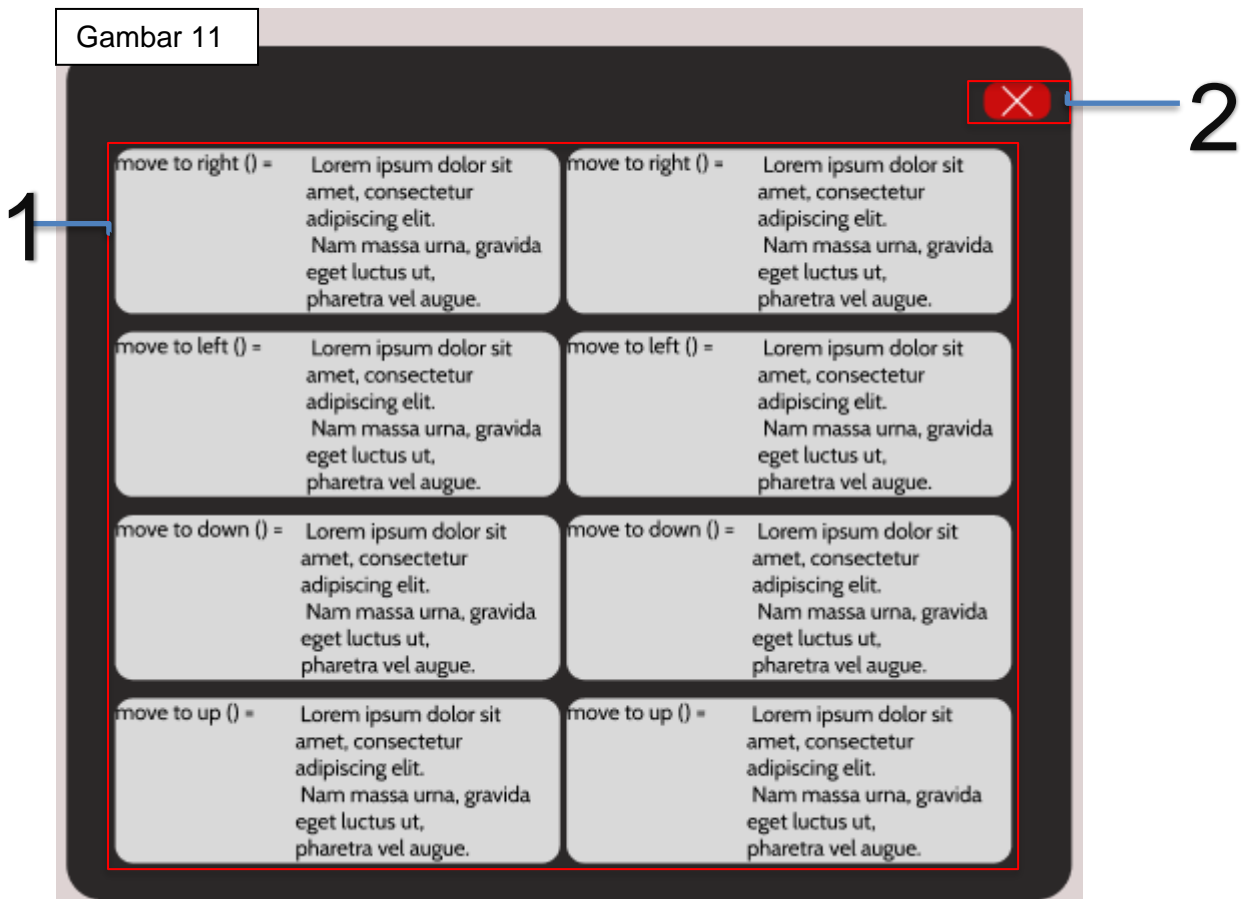 Gambar 11
2
1
move to right () = Lorem ipsum dolor sit
amet, consectetur
adipiscing elit.
Nam massa urna, gravida
eget luctus ut,
pharetra vel augue.
move to right () = Lorem ipsum dolor sit
amet, consectetur
adipiscing elit.
Nam massa urna, gravida
eget luctus ut,
pharetra vel augue.
move to left () = Lorem ipsum dolor sit
amet, consectetur
adipiscing elit.
Nam massa urna, gravida
eget luctus ut,
pharetra vel augue.
move to left () = Lorem ipsum dolor sit
amet, consectetur
adipiscing elit.
Nam massa urna, gravida
eget luctus ut,
pharetra vel augue.
move to down () = Lorem ipsum dolor sit
amet, consectetur
adipiscing elit.
Nam massa urna, gravida
eget luctus ut,
pharetra vel augue.
move to down () = Lorem ipsum dolor sit
amet, consectetur
adipiscing elit.
Nam massa urna, gravida
eget luctus ut,
pharetra vel augue.
move to up () = Lorem ipsum dolor sit
amet, consectetur
adipiscing elit.
Nam massa urna, gravida
eget luctus ut,
pharetra vel augue.
move to up () = Lorem ipsum dolor sit
amet, consectetur
adipiscing elit.
Nam massa urna, gravida
eget luctus ut,
pharetra vel augue.